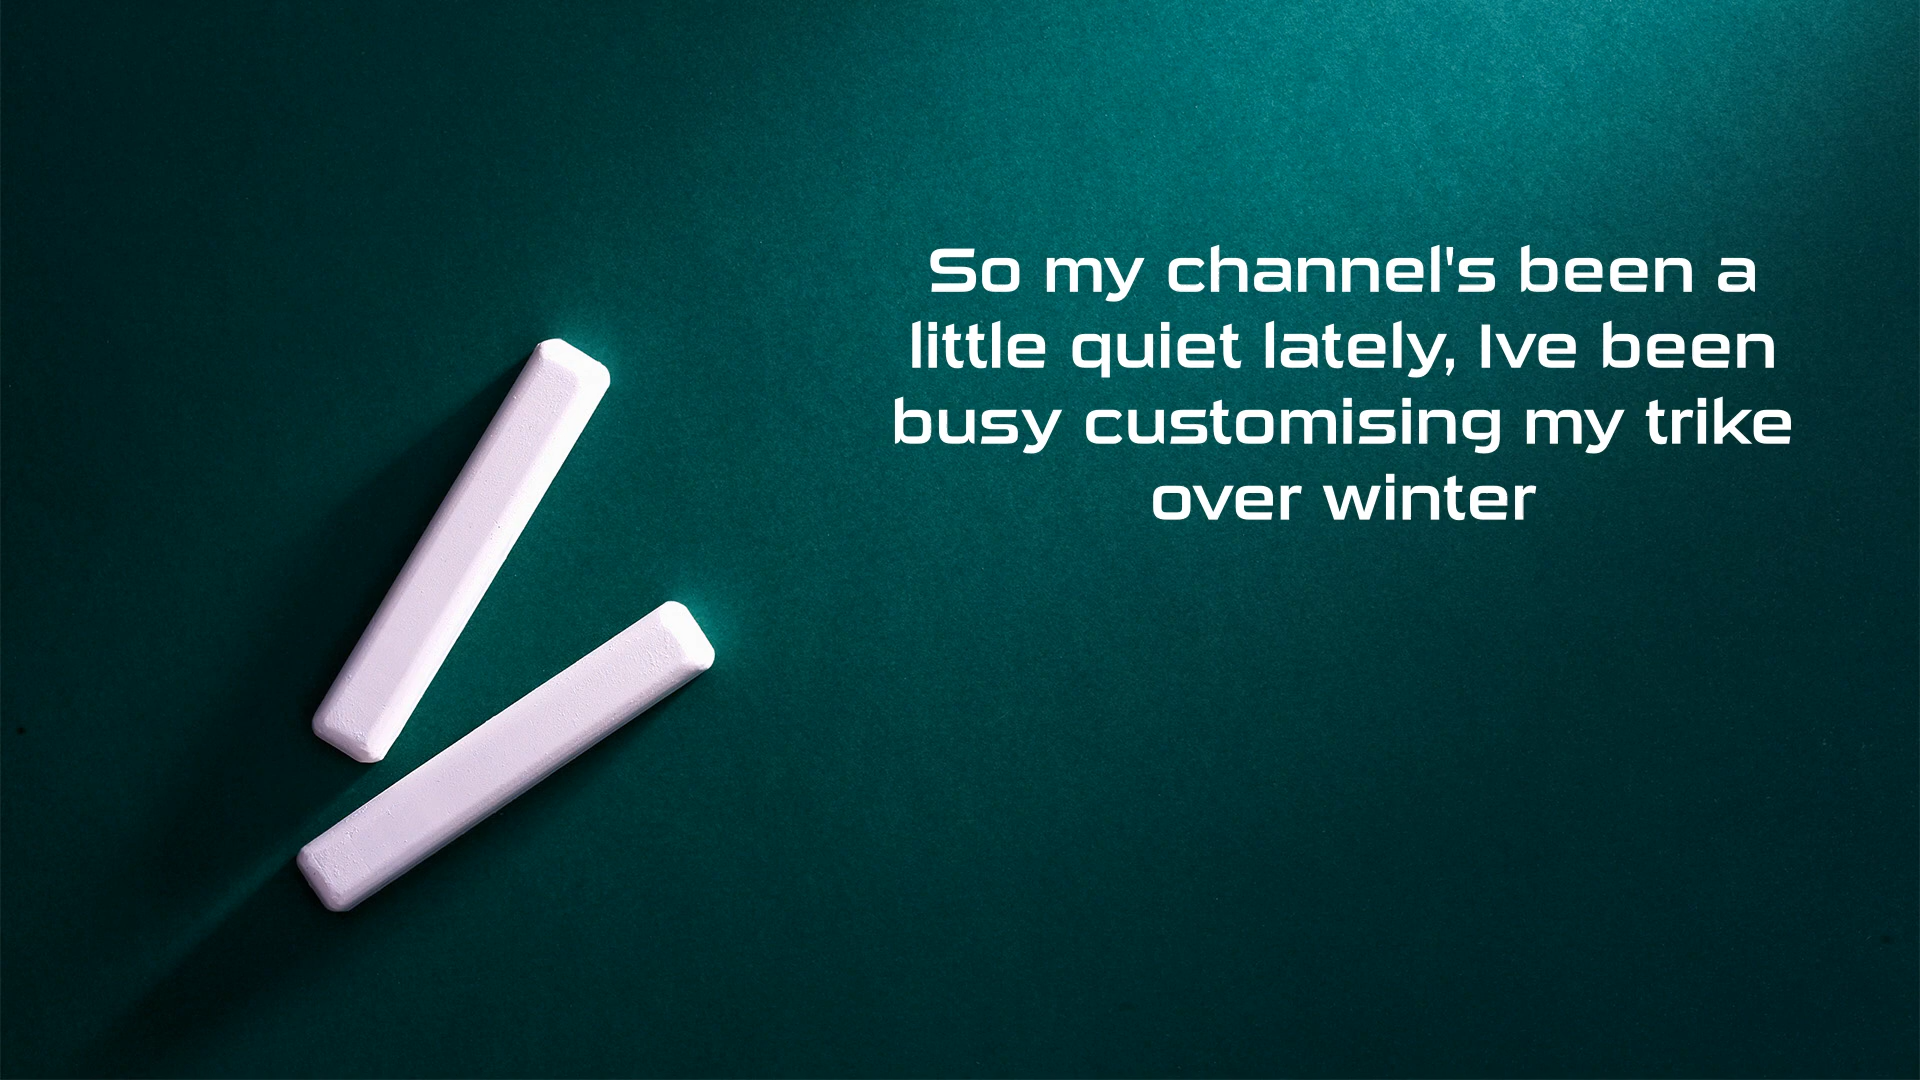 So my channel's been a
little quiet lately, Ive been
busy customising my trike
over winter